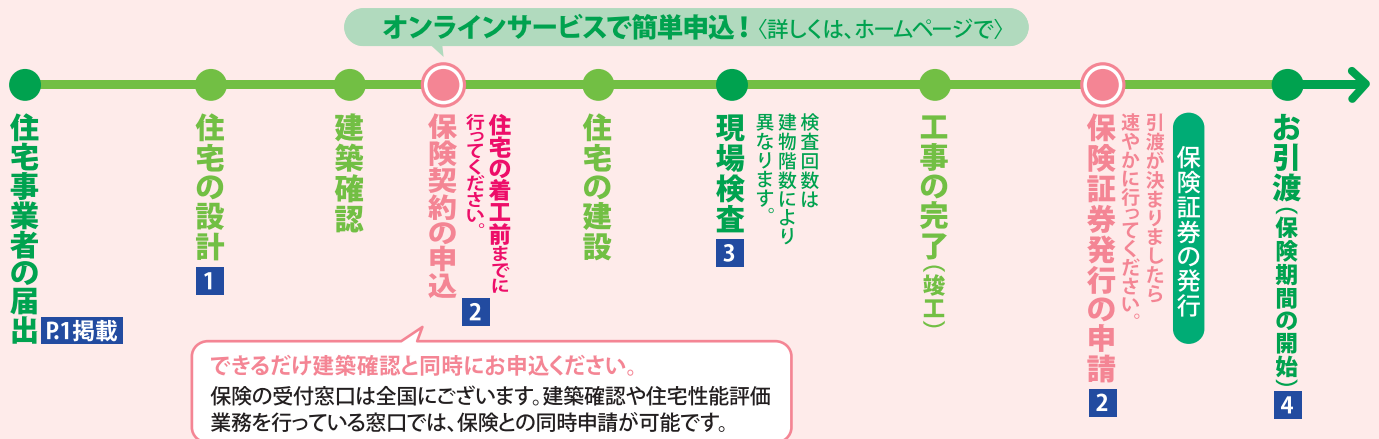 オンラインサービスで簡単申込！〈詳しくは、ホームページで〉
住宅事業者の届出
P.1掲載
住宅の設計
1
建築確認
保険契約の申込
住宅の着工前までに
行ってください。
2
住宅の建設
現場検査
3
検査回数は
建物階数により
異なります。
工事の完了（竣工）
保険証券発行の申請
引渡が決まりましたら
速やかに行ってください。
2
保険証券の発行
お引渡（保険期間の開始）
4
できるだけ建築確認と同時にお申込ください。
保険の受付窓口は全国にございます。建築確認や住宅性能評価
業務を行っている窓口では、保険との同時申請が可能です。